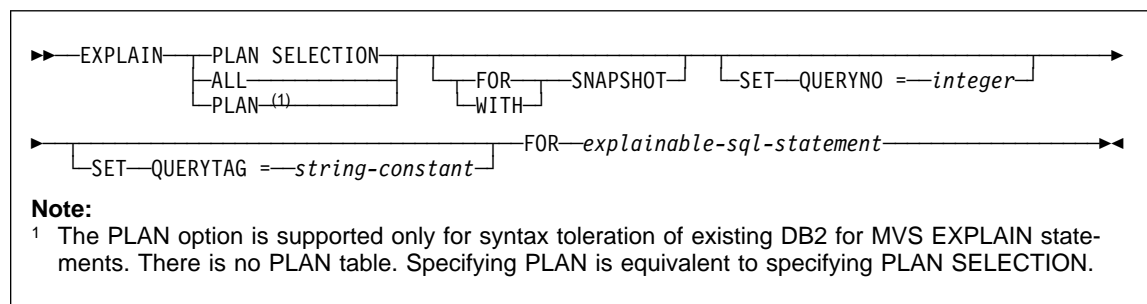 EXPLAIN PLAN SELECTION
ALL FOR SNAPSHOT SET QUERYNO = integer
PLAN (1) WITH
FOR explainable-sql-statement
SET QUERYTAG = string-constant
Note:
1 The PLAN option is supported only for syntax toleration of existing DB2 for MVS EXPLAIN state-
ments. There is no PLAN table. Specifying PLAN is equivalent to specifying PLAN SELECTION.